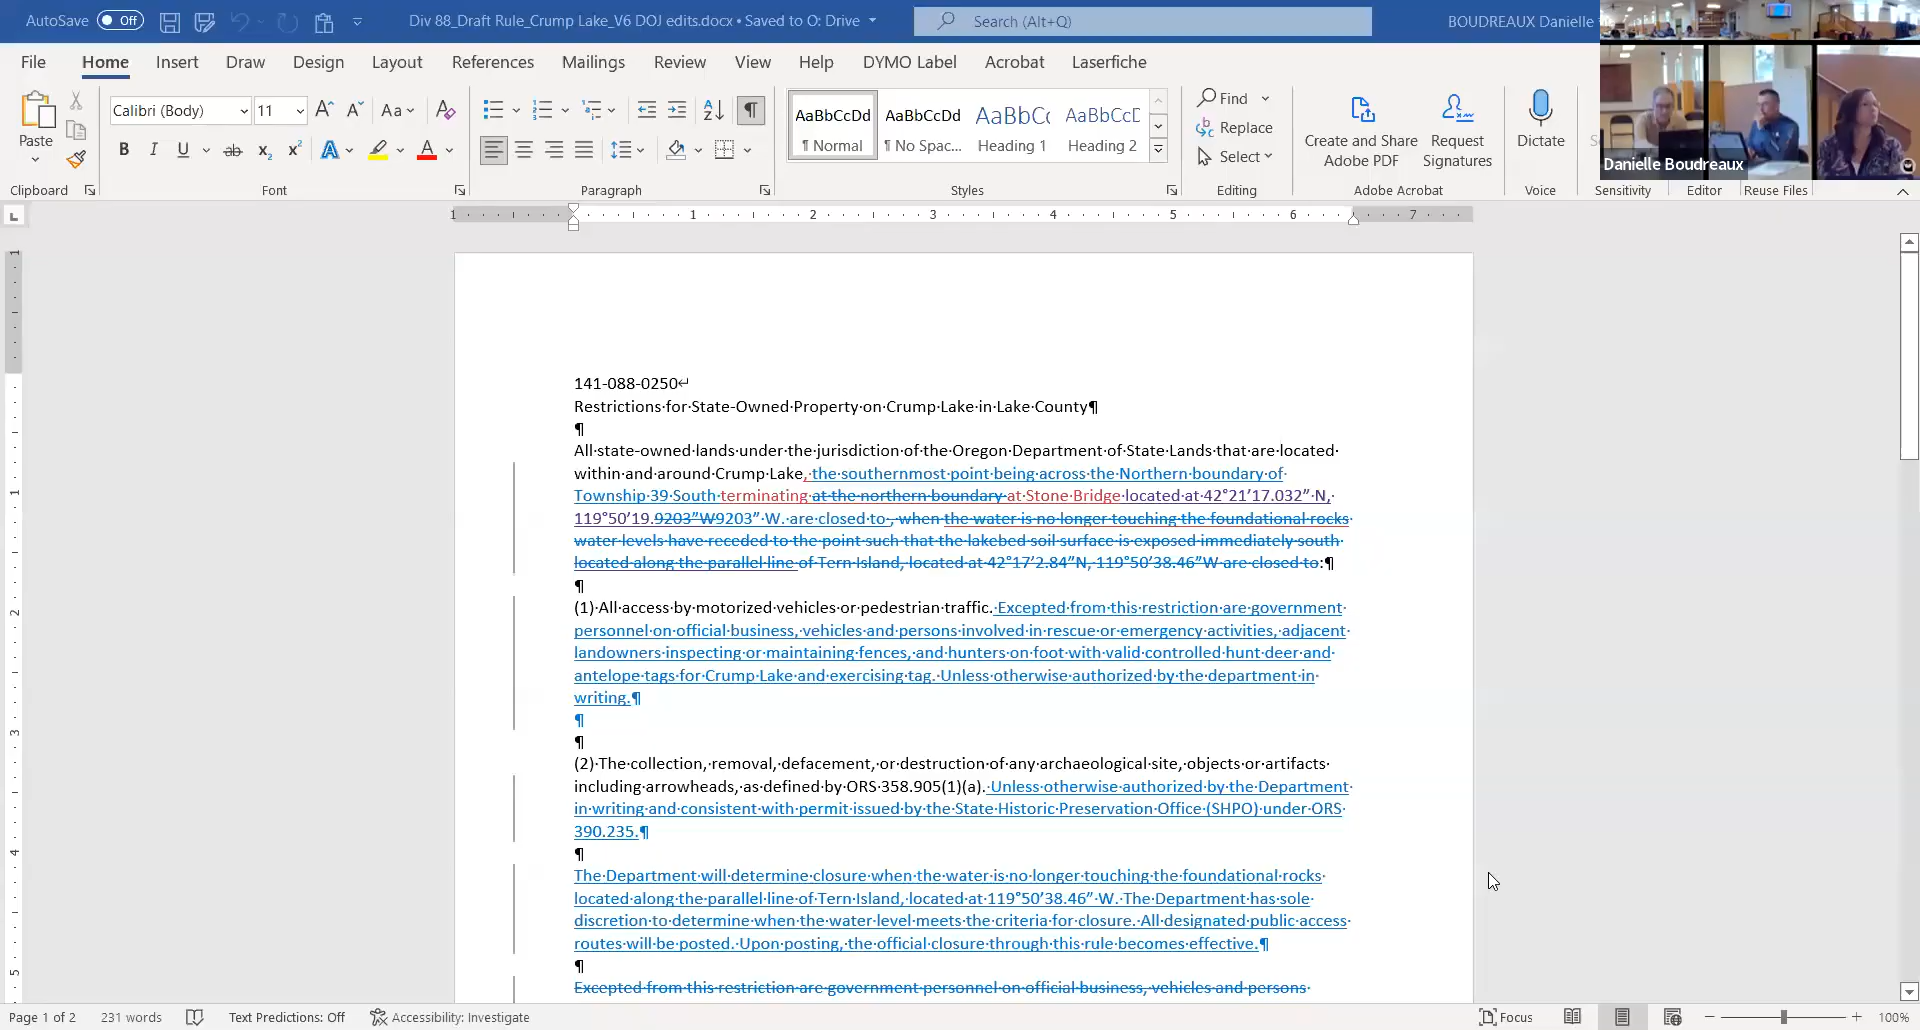 AutoSave Off Div 88_Draft Rule_Crump Lake_V6 DOJ edits.docx • Saved to O: Drive Search (Alt+Q) BOUDREAUX Danielle
File Home Insert Draw Design Layout References Mailings Review View Help DYMO Label Acrobat Laserfiche
Paste
Calibri (Body) 11
AaBbCcDd AaBbCcDd AaBbCc AaBbCcD
¶ Normal ¶ No Spac... Heading 1 Heading 2
Find
Replace
Select
Create and Share
Adobe PDF
Request
Signatures
Dictate
Danielle Boudreaux
Clipboard Font Paragraph Styles Editing Adobe Acrobat Voice Sensitivity Editor Reuse Files
1 1 2 3 4 5 6 7
141-088-0250↵
Restrictions·for·State-Owned·Property·on·Crump·Lake·in·Lake·County¶
¶
All·state-owned·lands·under·the·jurisdiction·of·the·Oregon·Department·of·State·Lands·that·are·located·
within·and·around·Crump·Lake,·the·southernmost·point·being·across·the·Northern·boundary·of·
Township·39·South·terminating·at·the·northern·boundary·at·Stone·Bridge·located·at·42°21’17.032”·N,·
119°50’19.9203”W9203”·W.·are·closed·to·,·when·the·water·is·no·longer·touching·the·foundational·rocks·
water·levels·have·receded·to·the·point·such·that·the·lakebed·soil·surface·is·exposed·immediately·south·
located·along·the·parallel·line·of·Tern·Island,·located·at·42°17’2.84”N,·119°50’38.46”W·are·closed·to:¶
¶
(1)·All·access·by·motorized·vehicles·or·pedestrian·traffic.·Excepted·from·this·restriction·are·government·
personnel·on·official·business,·vehicles·and·persons·involved·in·rescue·or·emergency·activities,·adjacent·
landowners·inspecting·or·maintaining·fences,·and·hunters·on·foot·with·valid·controlled·hunt·deer·and·
antelope·tags·for·Crump·Lake·and·exercising·tag.·Unless·otherwise·authorized·by·the·department·in·
writing.¶
¶
¶
(2)·The·collection,·removal,·defacement,·or·destruction·of·any·archaeological·site,·objects·or·artifacts·
including·arrowheads,·as·defined·by·ORS·358.905(1)(a).·Unless·otherwise·authorized·by·the·Department·
in·writing·and·consistent·with·permit·issued·by·the·State·Historic·Preservation·Office·(SHPO)·under·ORS·
390.235.¶
¶
The·Department·will·determine·closure·when·the·water·is·no·longer·touching·the·foundational·rocks·
located·along·the·parallel·line·of·Tern·Island,·located·at·119°50’38.46”·W.·The·Department·has·sole·
discretion·to·determine·when·the·water·level·meets·the·criteria·for·closure.·All·designated·public·access·
routes·will·be·posted.·Upon·posting,·the·official·closure·through·this·rule·becomes·effective.¶
¶
Excepted·from·this·restriction·are·government·personnel·on·official·business,·vehicles·and·persons·
Page 1 of 2 231 words Text Predictions: Off Accessibility: Investigate Focus 100%